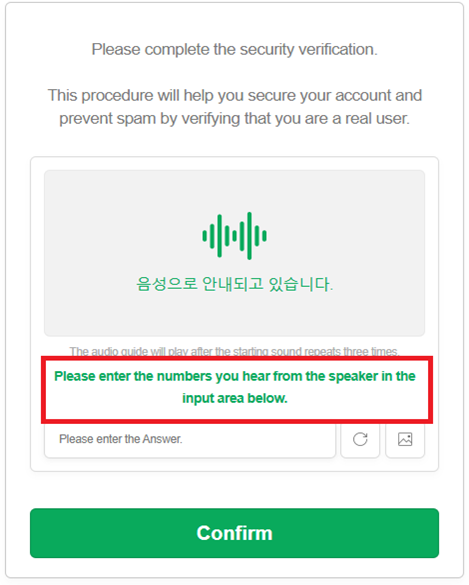 Please complete the security verification.
This procedure will help you secure your account and
prevent spam by verifying that you are a real user.
음성으로 안내되고 있습니다.
The audio guide will play after the starting sound repeats three times.
Please enter the numbers you hear from the speaker in the
input area below.
Please enter the Answer.
Confirm